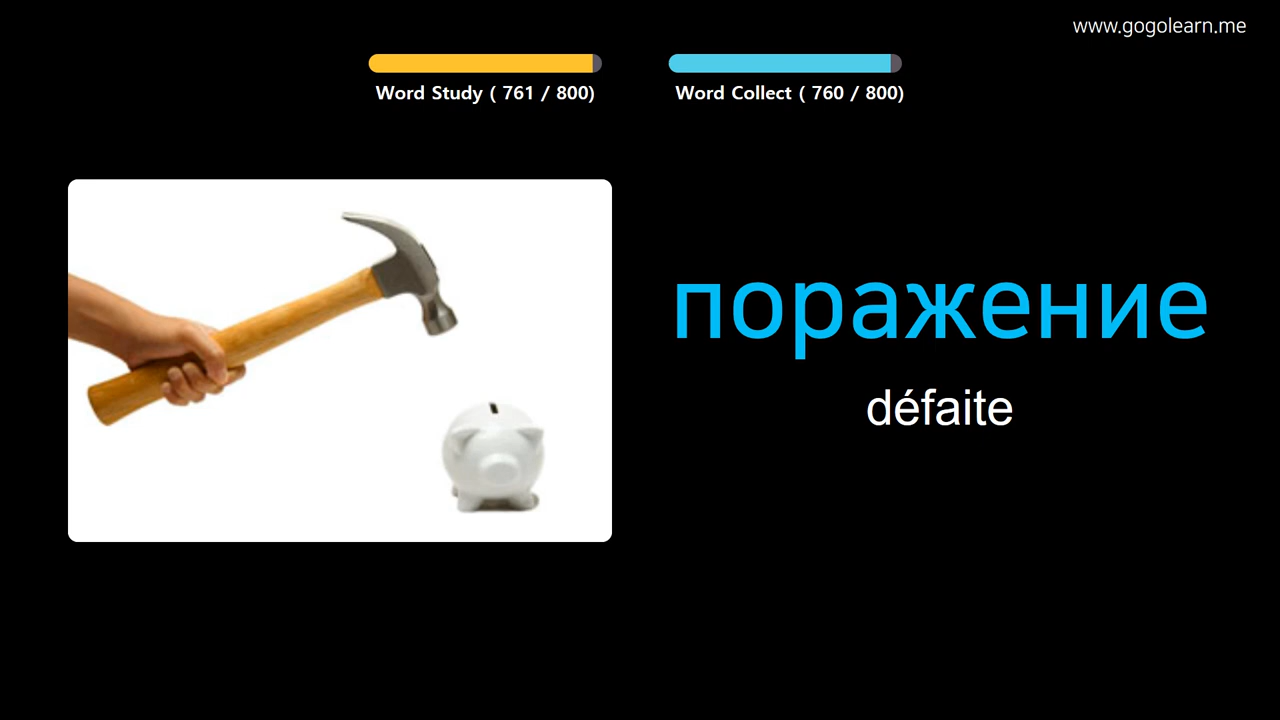 www.gogolearn.me
Word Study ( 761 / 800)
Word Collect ( 760 / 800)
поражение
défaite